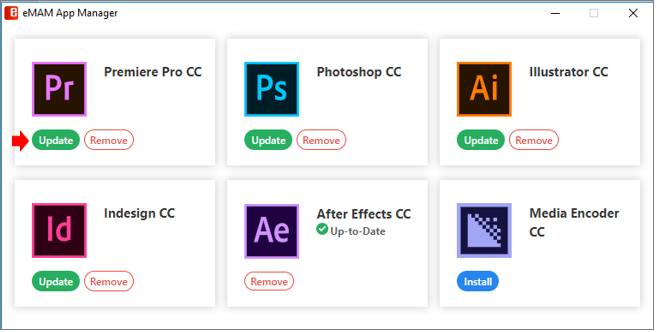 eMAM App Manager
Pr
Premiere Pro CC
Update Remove
Ps
Photoshop CC
Update Remove
Ai
Illustrator CC
Update Remove
Id
Indesign CC
Update Remove
Ae
After Effects CC
Up-to-Date
Remove
Media Encoder
CC
Install